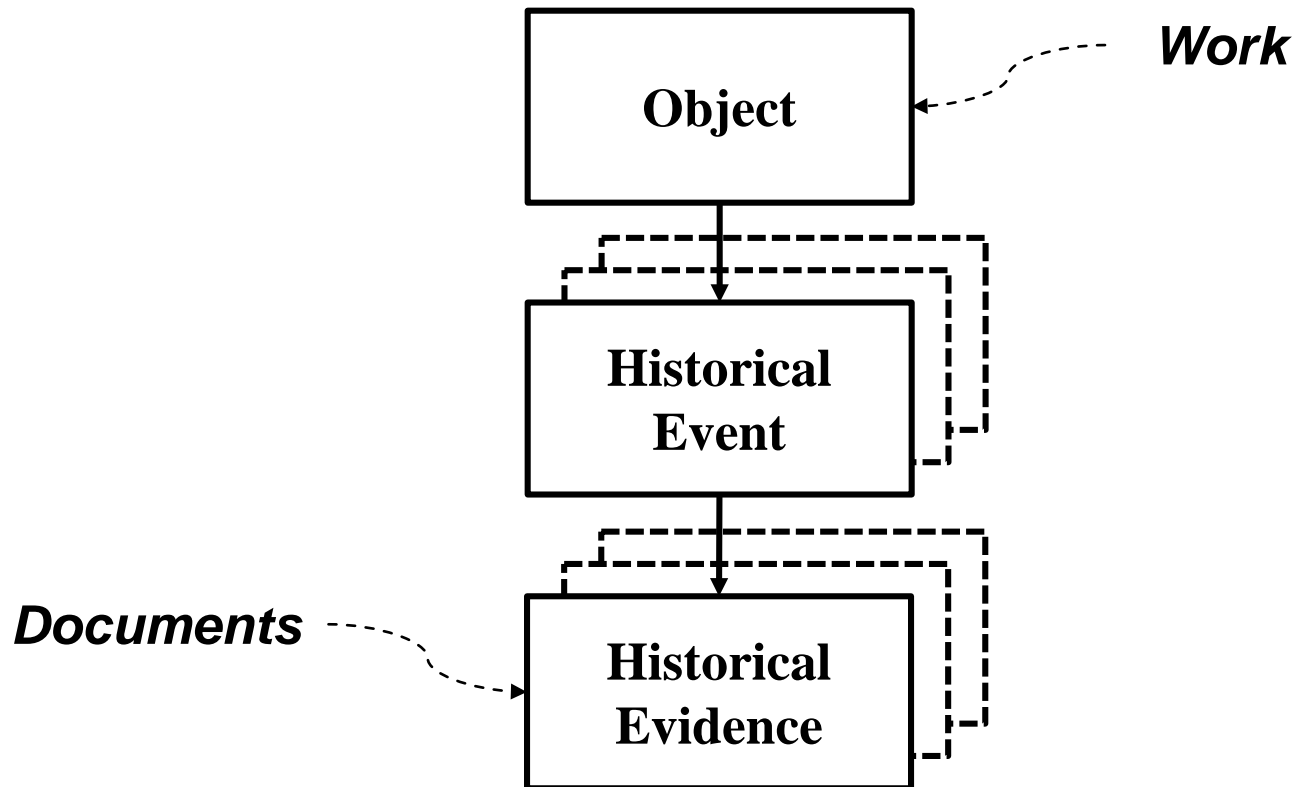 Work
Object
Historical
Event
Documents
Historical
Evidence